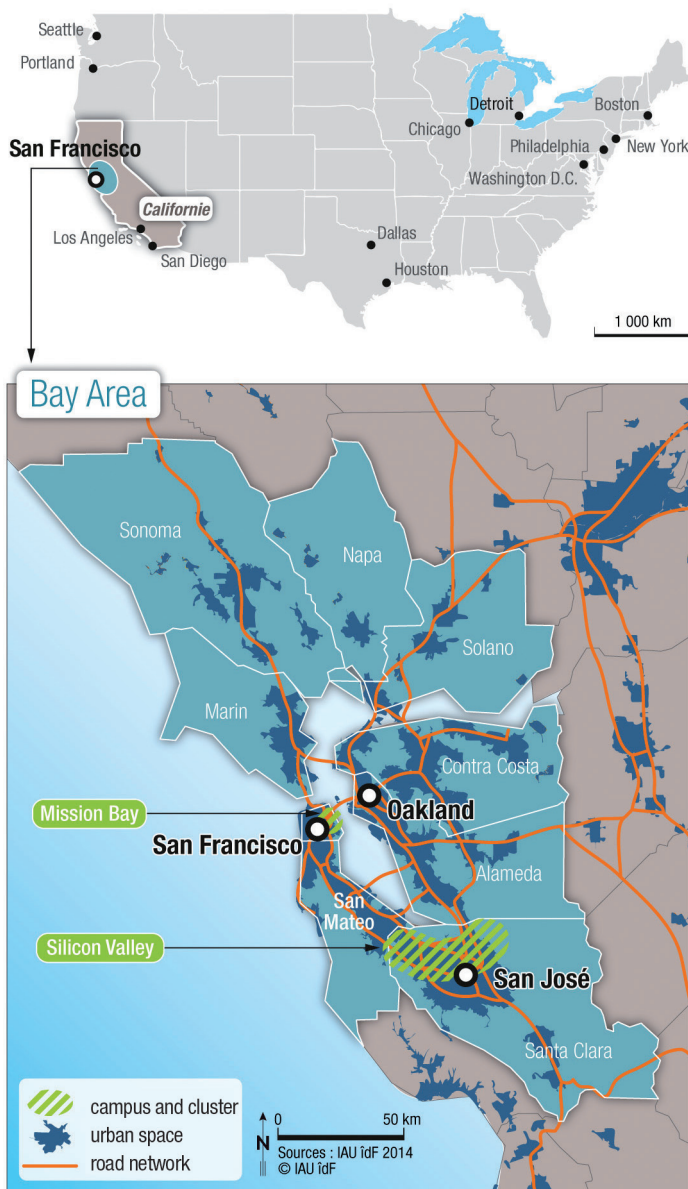 Seattle
Portland
San Francisco
Californie
Los Angeles
San Diego
Detroit
Chicago
Boston
Philadelphia
New York
Washington D.C.
Dallas
Houston
1 000 km
Bay Area
Sonoma
Napa
Solano
Marin
Contra Costa
Mission Bay
Oakland
San Francisco
Alameda
San
Mateo
Silicon Valley
San José
Santa Clara
campus and cluster
urban space
road network
N
0 50 km
Sources : IAU îdF 2014
© IAU îdF